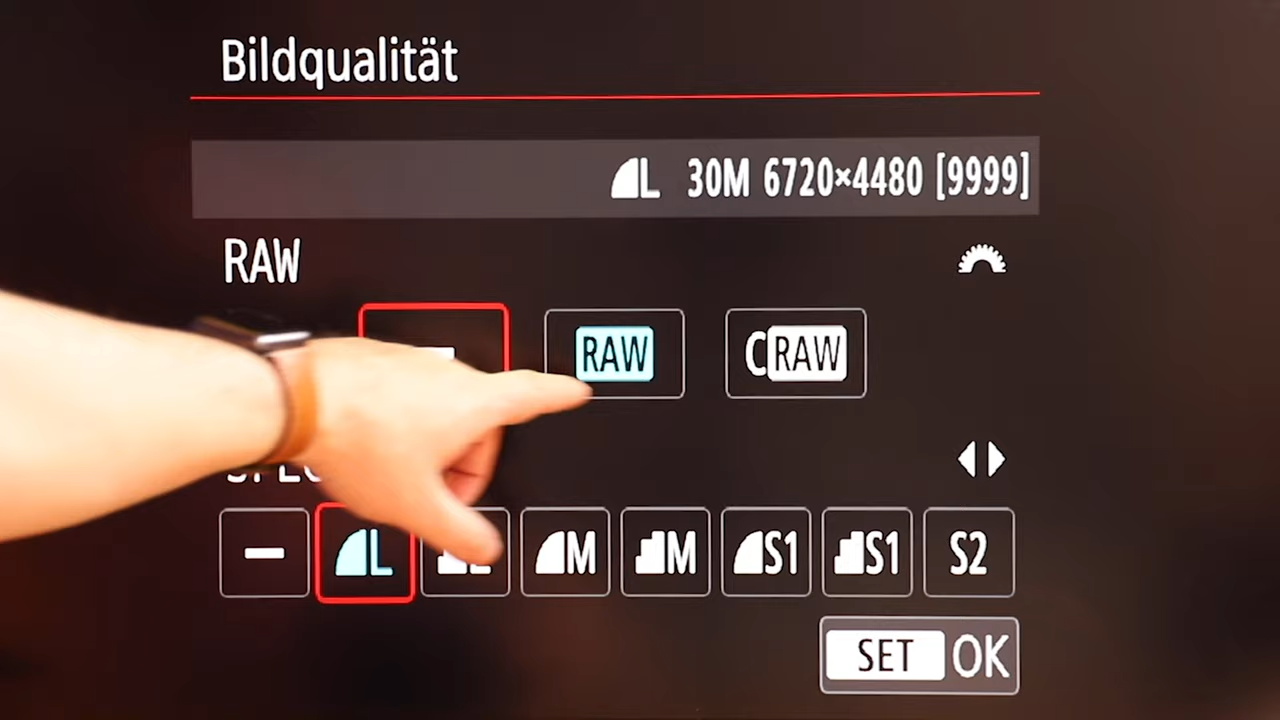 Bildqualität
L 30M 6720×4480 [9999]
RAW
RAW CRAW
L M M S1 S1 S2
SET OK